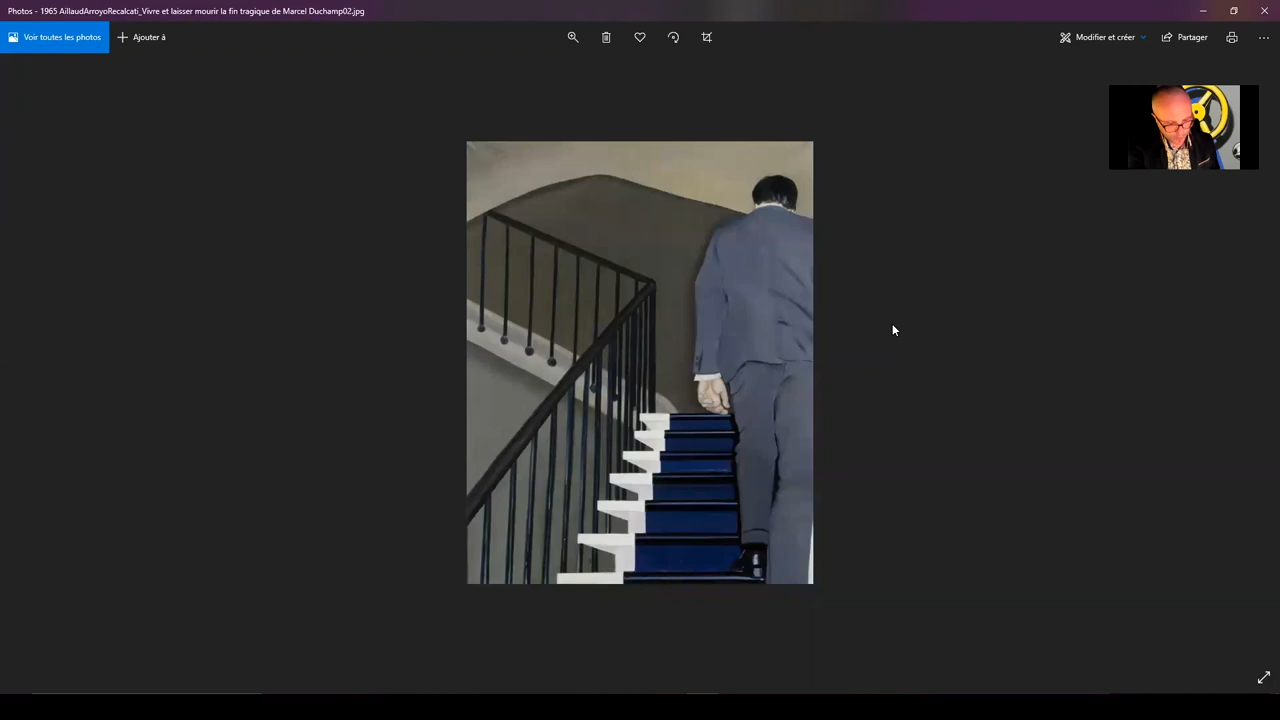 Photos - 1965 AillaudArroyoRecalcati_Vivre et laisser mourir la fin tragique de Marcel Duchamp02.jpg
Voir toutes les photos
Ajouter à
Modifier et créer
Partager